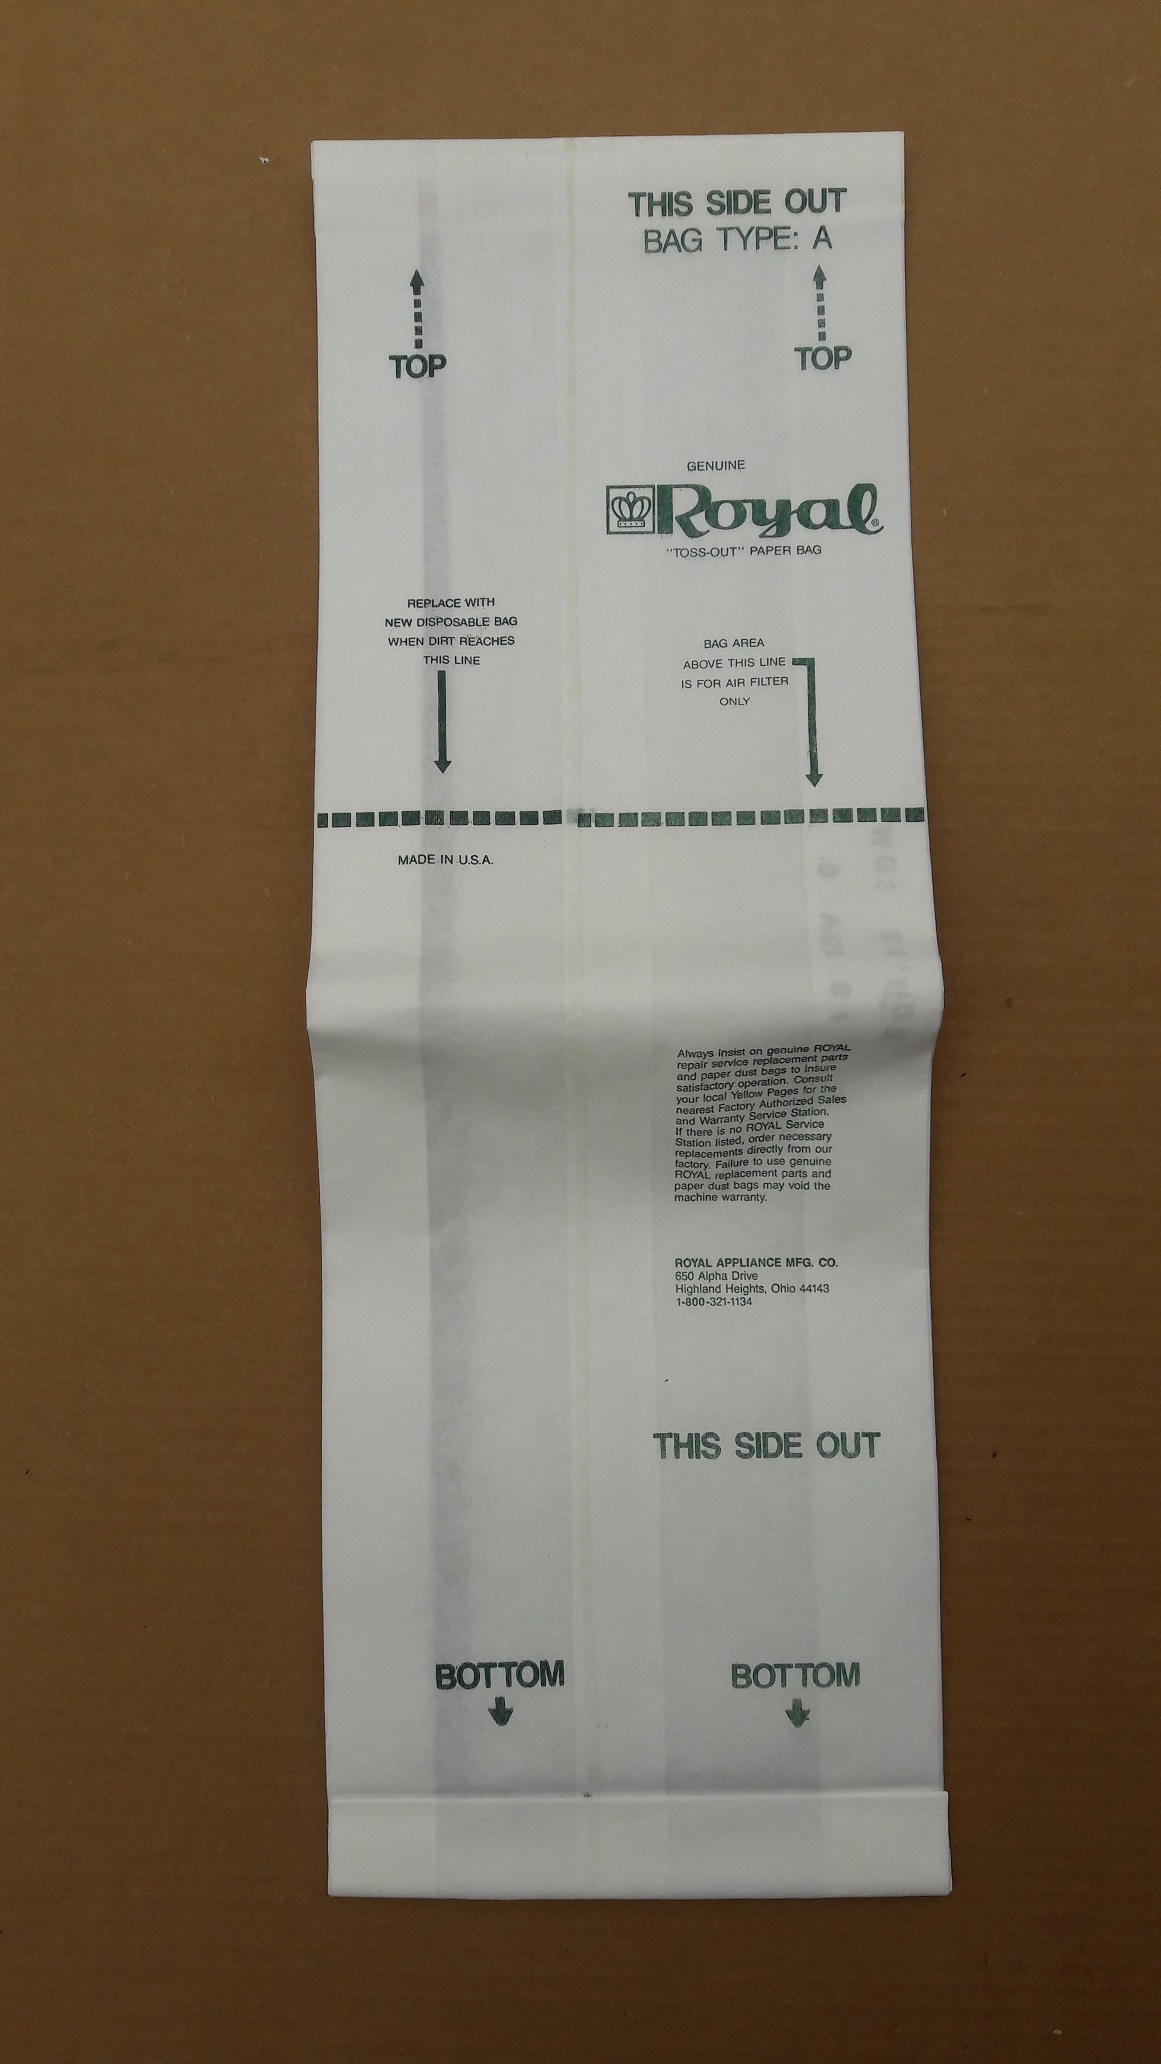 THIS SIDE OUT
BAG TYPE: A
TOP
TOP
GENUINE
Royal®
"TOSS-OUT" PAPER BAG
REPLACE WITH
NEW DISPOSABLE BAG
WHEN DIRT REACHES
THIS LINE
BAG AREA
ABOVE THIS LINE
IS FOR AIR FILTER
ONLY
MADE IN U.S.A.
Always insist on genuine ROYAL
repair service replacement parts
and paper dust bags to insure
satisfactory operation. Consult
your local Yellow Pages for the
nearest Factory Authorized Sales
and Warranty Service Station.
If there is no ROYAL Service
Station listed, order necessary
replacements directly from our
factory. Failure to use genuine
ROYAL replacement parts and
paper dust bags may void the
machine warranty.
ROYAL APPLIANCE MFG. CO.
650 Alpha Drive
Highland Heights, Ohio 44143
1-800-321-1134
THIS SIDE OUT
BOTTOM
BOTTOM